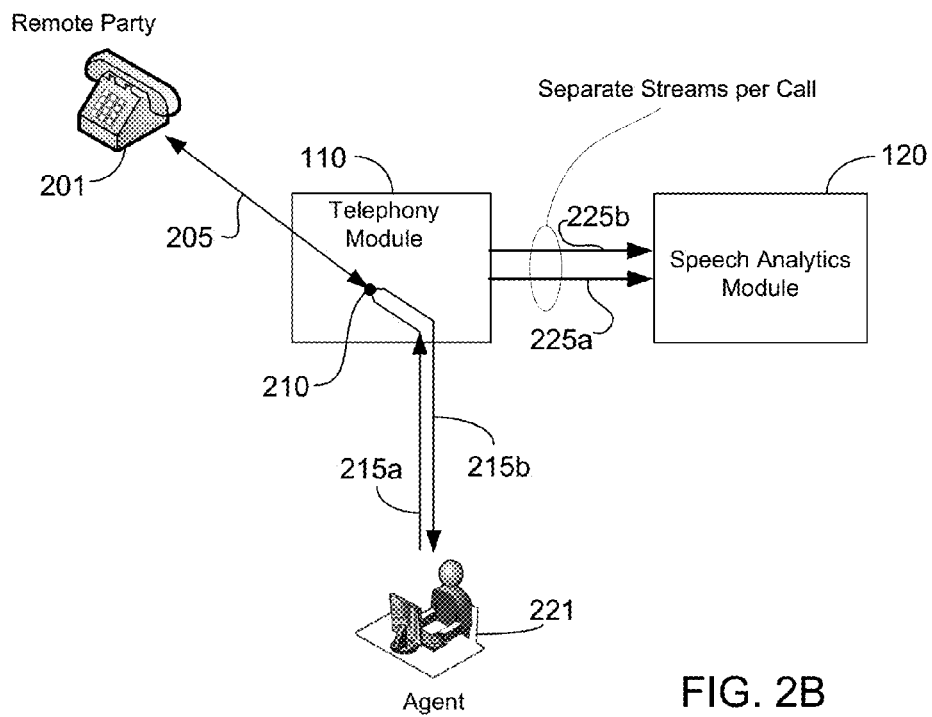 Remote Party
Separate Streams per Call
201
110
120
205
Telephony
Module
225b
Speech Analytics
Module
225a
210
215a
215b
221
Agent
FIG. 2B